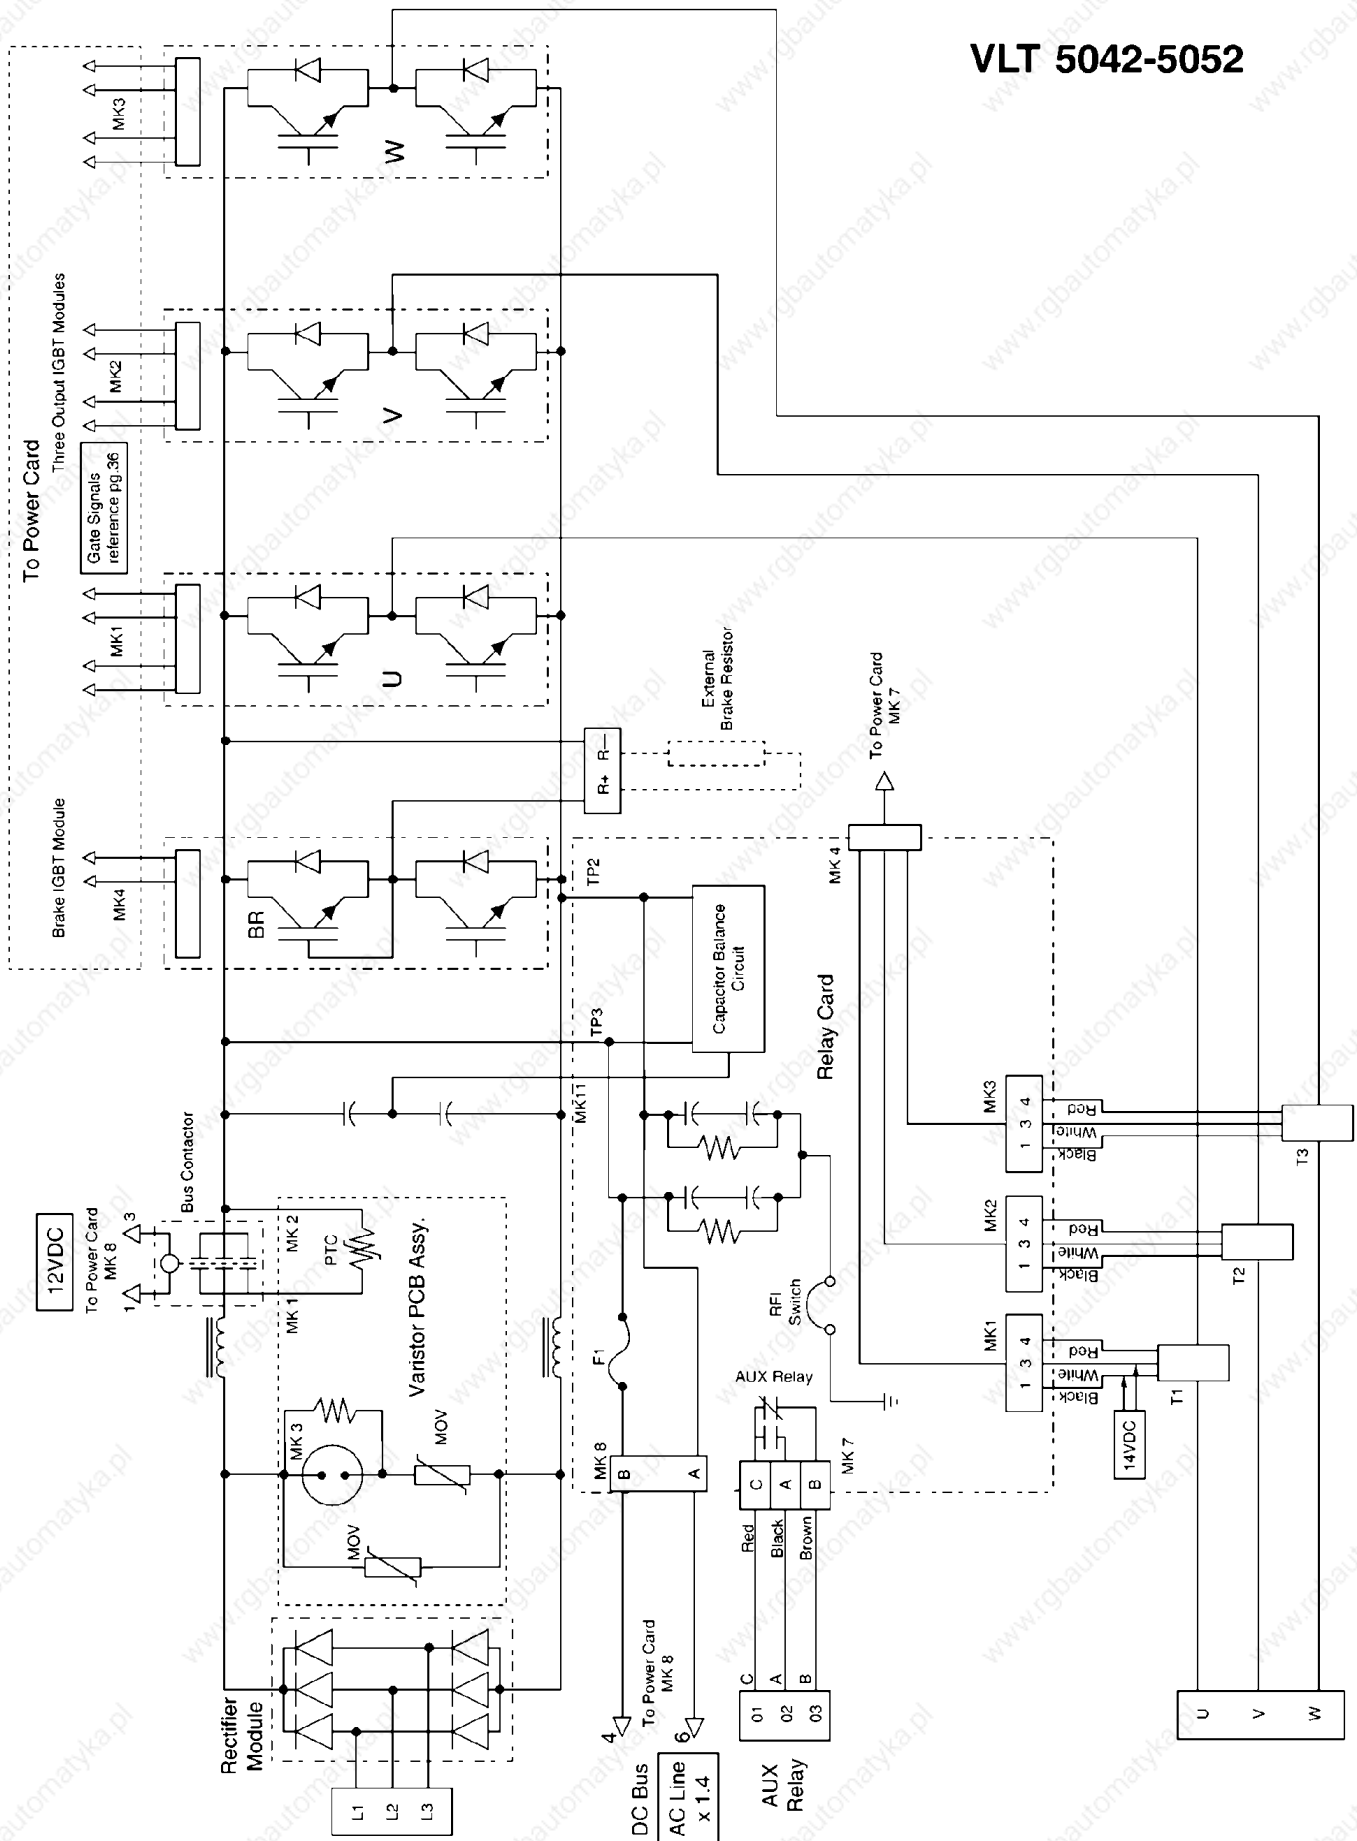 VLT 5042-5052
To Power Card
Brake IGBT Module
Three Output IGBT Modules
Gate Signals
reference pg.36
MK4
MK1
MK2
MK3
BR
U
V
W
12VDC
To Power Card
MK 8
1
3
Bus Contactor
MK 1
MK 2
PTC
Varistor PCB Assy.
MK 3
MOV
MOV
Rectifier
Module
L1
L2
L3
R+
R—
External
Brake Resistor
TP2
TP3
MK11
Capacitor Balance
Circuit
Relay Card
MK 4
To Power Card
MK 7
F1
MK 8
B
A
4
6
To Power Card
MK 8
DC Bus
AC Line
x 1.4
RFI
Switch
AUX Relay
MK 7
C
A
B
Red
Black
Brown
C
A
B
01
02
03
AUX
Relay
MK1
1 3 4
Black
White
Red
14VDC
T1
MK2
1 3 4
Black
White
Red
T2
MK3
1 3 4
Black
White
Red
T3
U
V
W
www.rgbautomatyka.pl